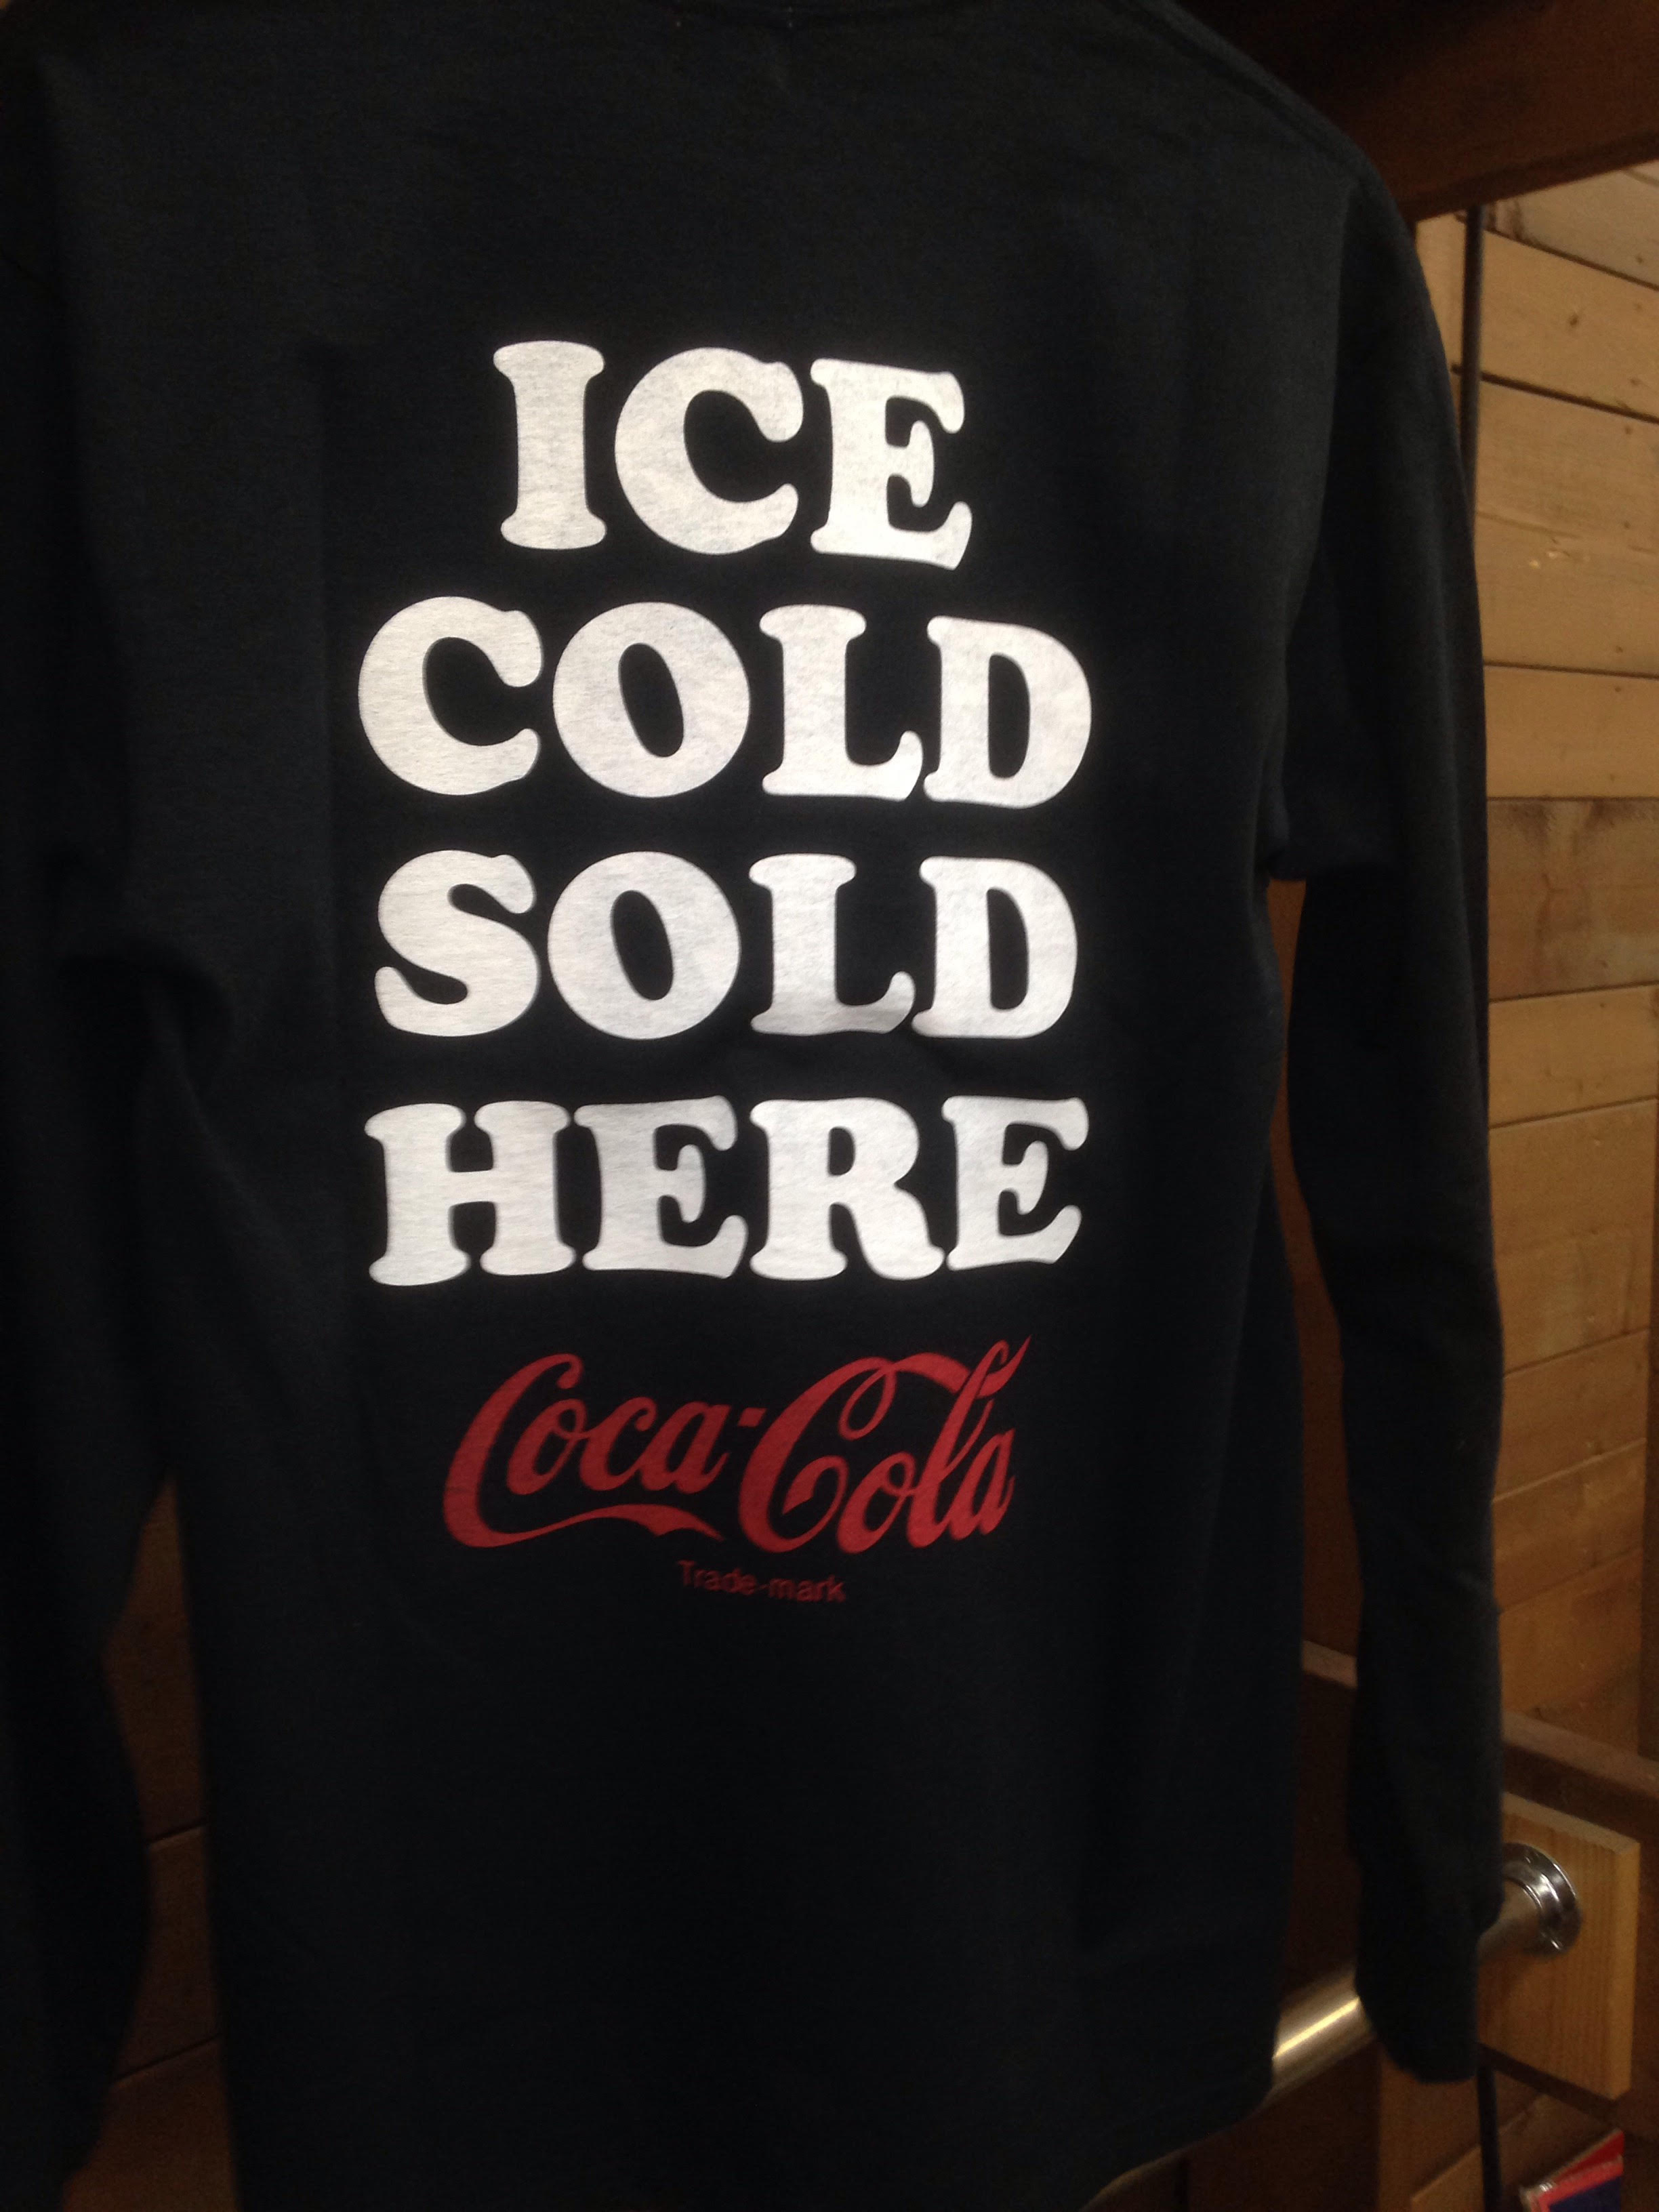 ICE
COLD
SOLD
HERE
Coca-Cola
Trade-mark